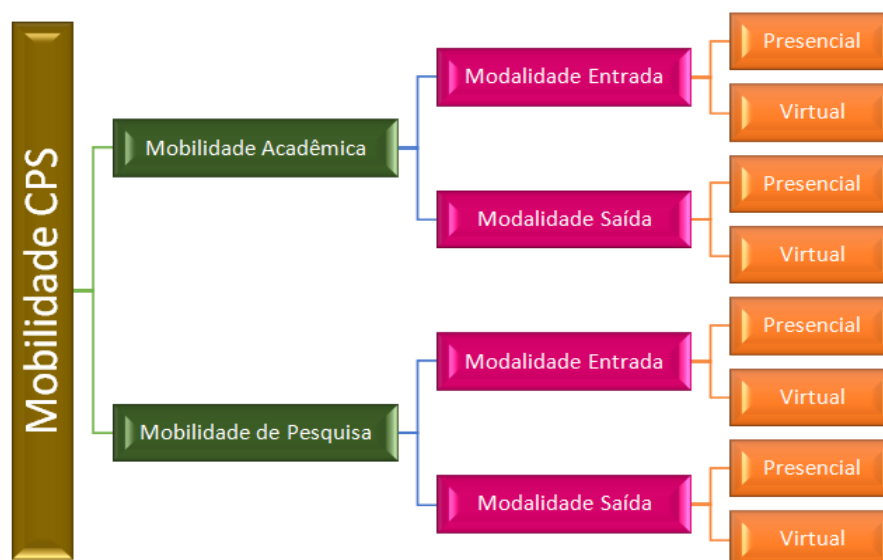 Mobilidade CPS
Mobilidade Acadêmica
Modalidade Entrada
Presencial
Virtual
Modalidade Saída
Presencial
Virtual
Mobilidade de Pesquisa
Modalidade Entrada
Presencial
Virtual
Modalidade Saída
Presencial
Virtual